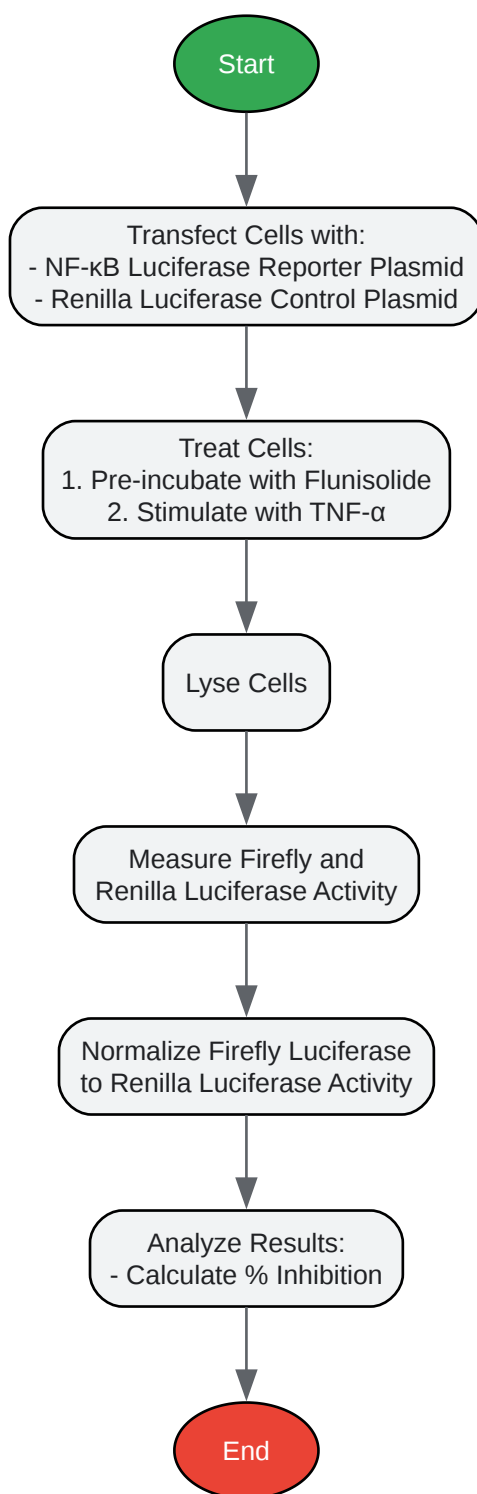 Start
Transfect Cells with:
- NF-κB Luciferase Reporter Plasmid
- Renilla Luciferase Control Plasmid
Treat Cells:
1. Pre-incubate with Flunisolide
2. Stimulate with TNF-α
Lyse Cells
Measure Firefly and
Renilla Luciferase Activity
Normalize Firefly Luciferase
to Renilla Luciferase Activity
Analyze Results:
- Calculate % Inhibition
End